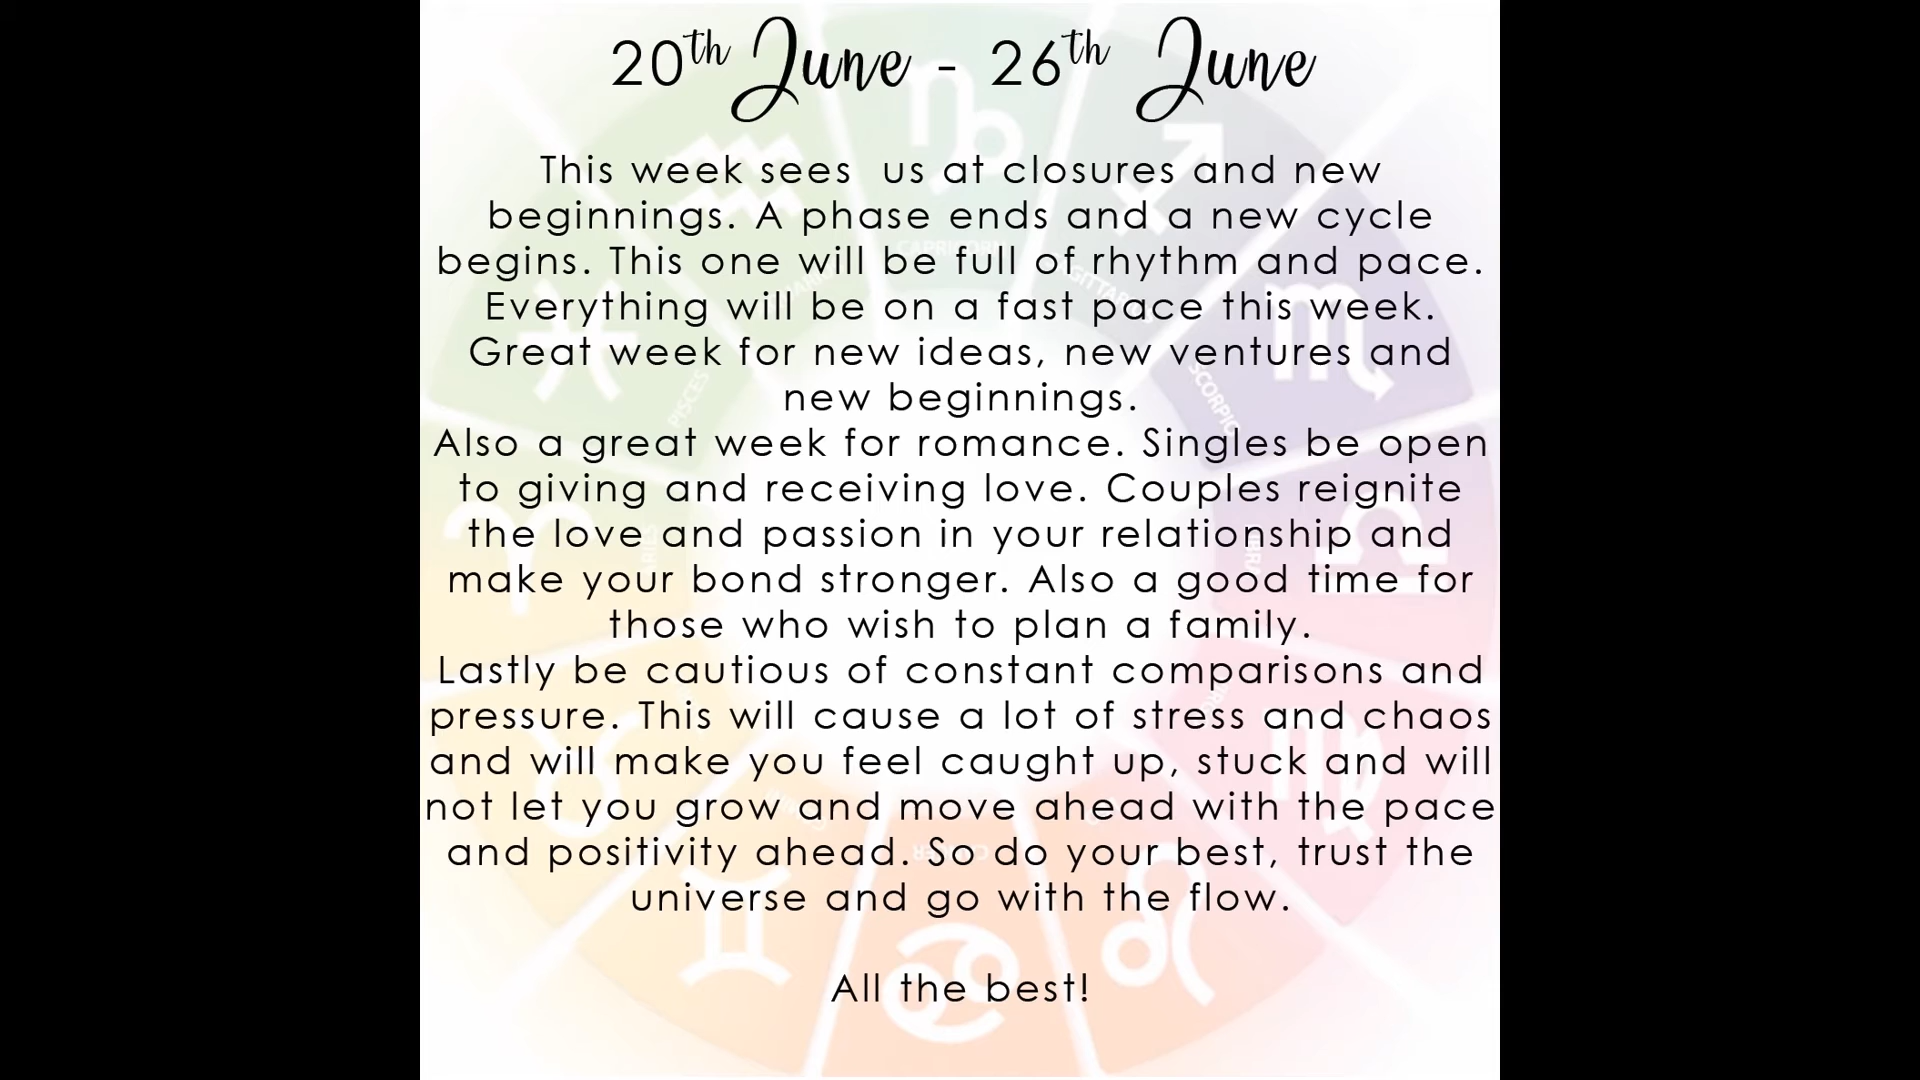 20th June - 26th June
This week sees us at closures and new
beginnings. A phase ends and a new cycle
begins. This one will be full of rhythm and pace.
Everything will be on a fast pace this week.
Great week for new ideas, new ventures and
new beginnings.
Also a great week for romance. Singles be open
to giving and receiving love. Couples reignite
the love and passion in your relationship and
make your bond stronger. Also a good time for
those who wish to plan a family.
Lastly be cautious of constant comparisons and
pressure. This will cause a lot of stress and chaos
and will make you feel caught up, stuck and will
not let you grow and move ahead with the pace
and positivity ahead. So do your best, trust the
universe and go with the flow.
All the best!
CAPRICORN
SCORPIO
PISCES
CANCER